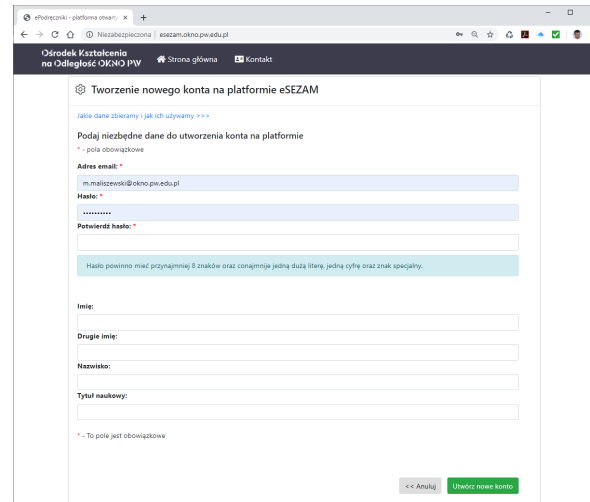 ePodręczniki - platforma otwarty
Niezabezpieczona | esezam.okno.pw.edu.pl
Ośrodek Kształcenia
na Odległość OKNO PW
Strona główna
Kontakt
Tworzenie nowego konta na platformie eSEZAM
Jakie dane zbieramy i jak ich używamy >>>
Podaj niezbędne dane do utworzenia konta na platformie
* - pola obowiązkowe
Adres email: *
m.maliszewski@okno.pw.edu.pl
Hasło: *
••••••••••
Potwierdź hasło: *
Hasło powinno mieć przynajmniej 8 znaków oraz conajmnije jedną dużą literę, jedną cyfrę oraz znak specjalny.
Imię:
Drugie imię:
Nazwisko:
Tytuł naukowy:
* - To pole jest obowiązkowe
<< Anuluj
Utwórz nowe konto